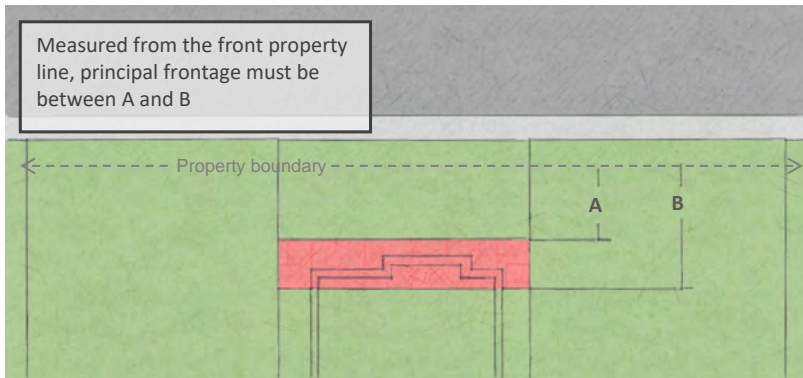 Measured from the front property
line, principal frontage must be
between A and B
Property boundary
A
B